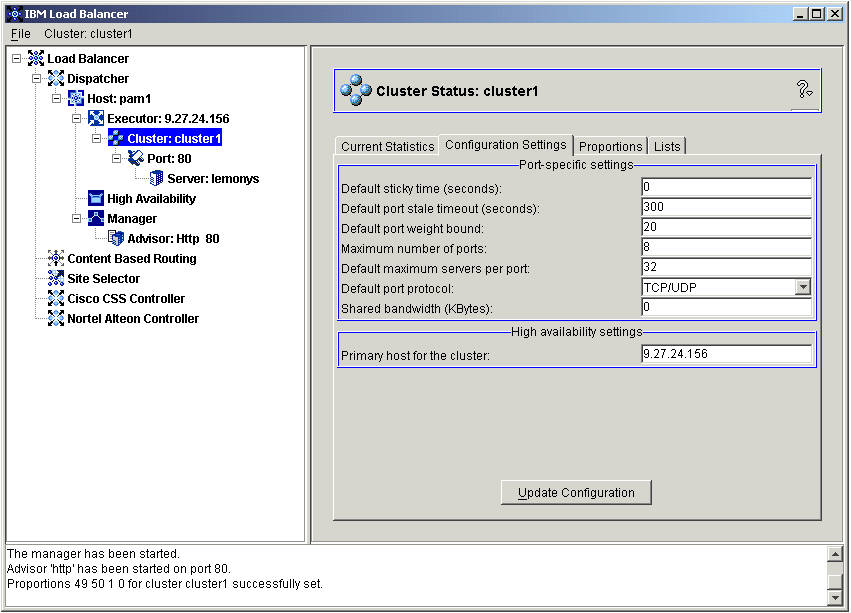 IBM Load Balancer
File Cluster: cluster1
Load Balancer
Dispatcher
Host: pam1
Executor: 9.27.24.156
Cluster: cluster1
Port: 80
Server: lemonys
High Availability
Manager
Advisor: Http 80
Content Based Routing
Site Selector
Cisco CSS Controller
Nortel Alteon Controller
Cluster Status: cluster1
?
Current Statistics Configuration Settings Proportions Lists
Port-specific settings
Default sticky time (seconds): 0
Default port stale timeout (seconds): 300
Default port weight bound: 20
Maximum number of ports: 8
Default maximum servers per port: 32
Default port protocol: TCP/UDP
Shared bandwidth (KBytes): 0
High availability settings
Primary host for the cluster: 9.27.24.156
Update Configuration
The manager has been started.
Advisor 'http' has been started on port 80.
Proportions 49 50 1 0 for cluster cluster1 successfully set.